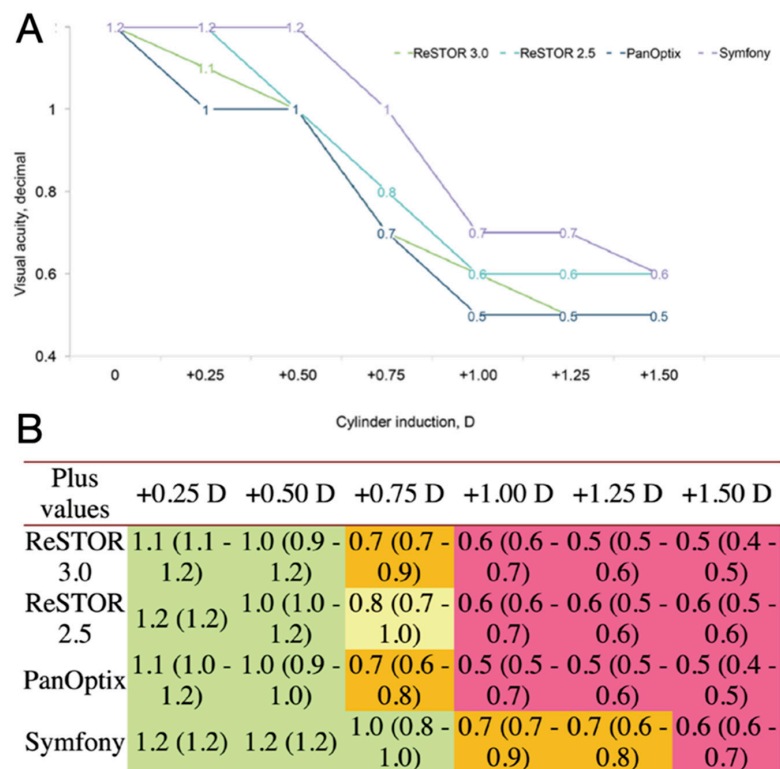 A
ReSTOR 3.0 ReSTOR 2.5 PanOptix Symfony
Visual acuity, decimal
1.2 1.2 1.2
1.1
1 1 1 1
0.8 0.8
0.7 0.7 0.7
0.6 0.6 0.6 0.6
0.5 0.5 0.5
0.4
0 +0.25 +0.50 +0.75 +1.00 +1.25 +1.50
Cylinder induction, D
B
Plus values +0.25 D +0.50 D +0.75 D +1.00 D +1.25 D +1.50 D
ReSTOR 1.1 (1.1 - 1.0 (0.9 - 0.7 (0.7 - 0.6 (0.6 - 0.5 (0.5 - 0.5 (0.4 -
3.0 1.2) 1.2) 0.9) 0.7) 0.6) 0.5)
ReSTOR 1.2 (1.2) 1.0 (1.0 - 0.8 (0.7 - 0.6 (0.6 - 0.6 (0.5 - 0.6 (0.5 -
2.5 1.2) 1.0) 0.7) 0.6) 0.6)
PanOptix 1.1 (1.0 - 1.0 (0.9 - 0.7 (0.6 - 0.5 (0.5 - 0.5 (0.5 - 0.5 (0.4 -
1.2) 1.0) 0.8) 0.7) 0.6) 0.5)
Symfony 1.2 (1.2) 1.2 (1.2) 1.0 (0.8 - 0.7 (0.7 - 0.7 (0.6 - 0.6 (0.6 -
1.0) 0.9) 0.8) 0.7)